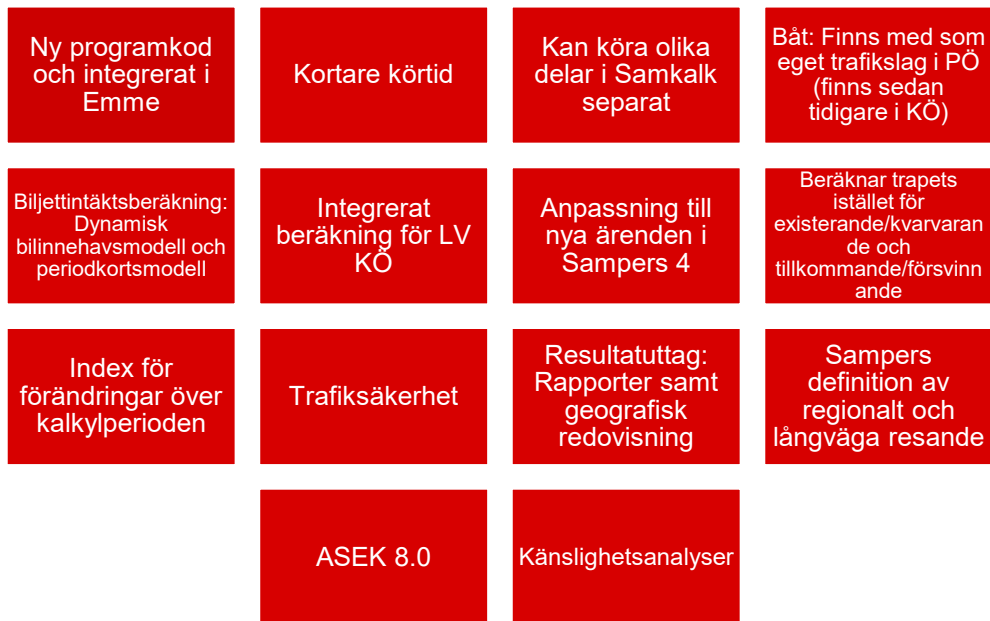 Ny programkod
och integrerat i
Emme
Kortare körtid
Kan köra olika
delar i Samkalk
separat
Båt: Finns med som
eget trafikslag i PÖ
(finns sedan
tidigare i KÖ)
Biljettintäktsberäkning:
Dynamisk
bilinnehavsmodell och
periodkortsmodell
Integrerat
beräkning för LV
KÖ
Anpassning till
nya ärenden i
Sampers 4
Beräknar trapets
istället för
existerande/kvarvaran
de och
tillkommande/försvinn
ande
Index för
förändringar över
kalkylperioden
Trafiksäkerhet
Resultatuttag:
Rapporter samt
geografisk
redovisning
Sampers
definition av
regionalt och
långväga resande
ASEK 8.0
Känslighetsanalyser